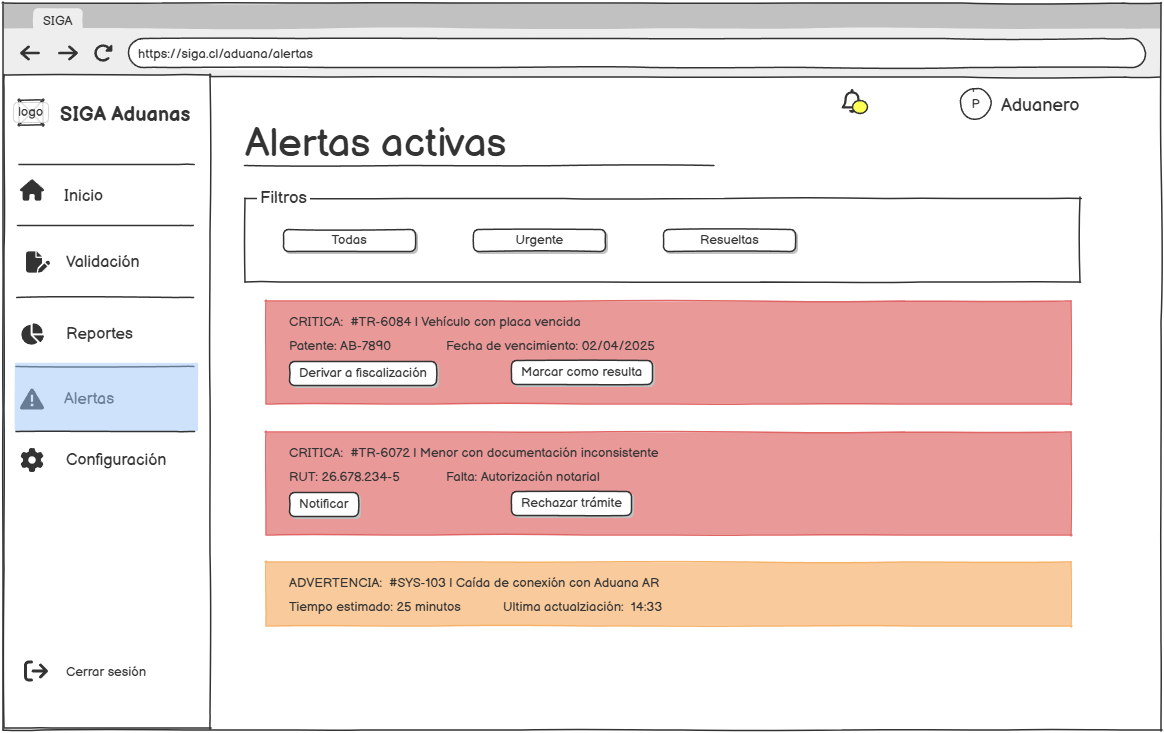 SIGA
https://siga.cl/aduana/alertas
logo SIGA Aduanas
P Aduanero
Alertas activas
Inicio
Validación
Reportes
Alertas
Configuración
Cerrar sesión
Filtros
Todas Urgente Resueltas
CRITICA: #TR-6084 | Vehículo con placa vencida
Patente: AB-7890 Fecha de vencimiento: 02/04/2025
Derivar a fiscalización Marcar como resulta
CRITICA: #TR-6072 | Menor con documentación inconsistente
RUT: 26.678.234-5 Falta: Autorización notarial
Notificar Rechazar trámite
ADVERTENCIA: #SYS-103 | Caída de conexión con Aduana AR
Tiempo estimado: 25 minutos Ultima actualziación: 14:33